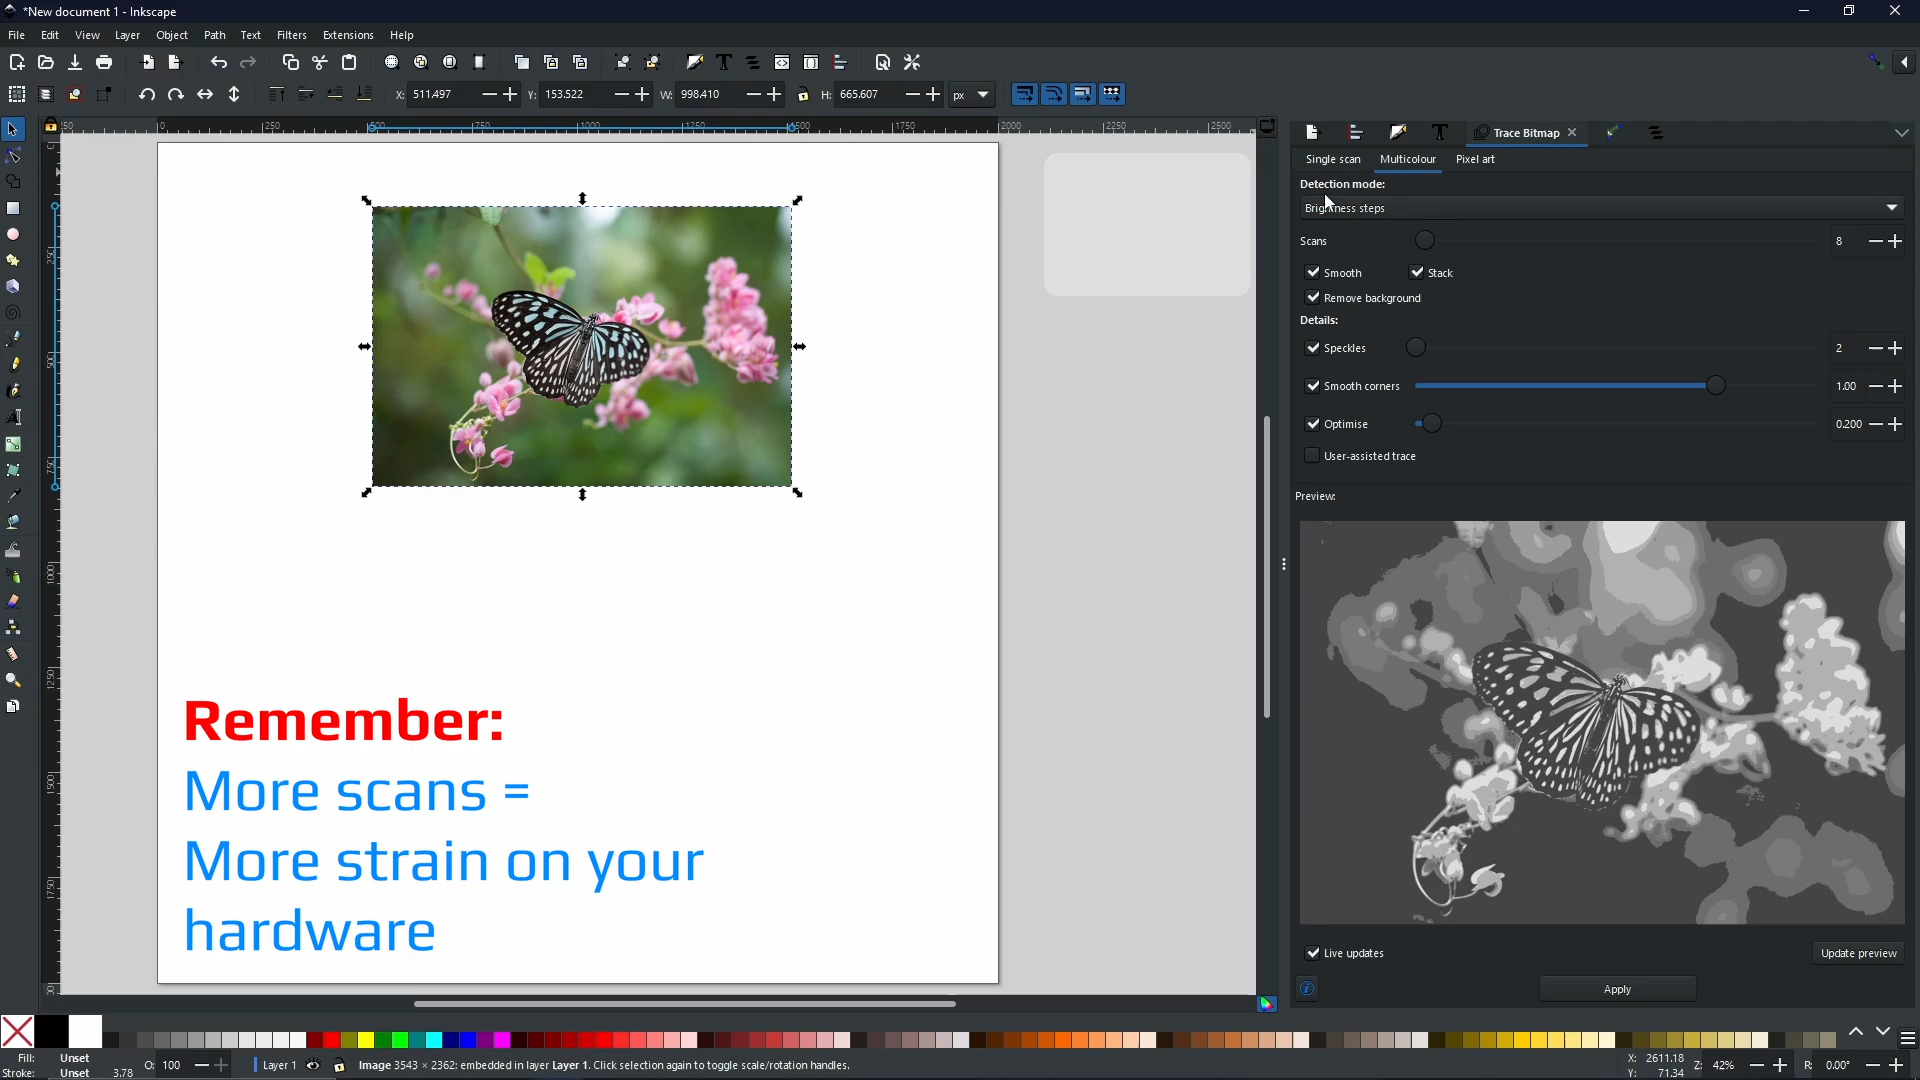 *New document 1 - Inkscape
File Edit View Layer Object Path Text Filters Extensions Help
X: 511.497 Y: 153.522 W: 998.410 H: 665.607 px
Trace Bitmap
Single scan Multicolour Pixel art
Detection mode:
Brightness steps
Scans 8
Smooth Stack
Remove background
Details:
Speckles 2
Smooth corners 1.00
Optimise 0.200
User-assisted trace
Preview:
Remember:
More scans =
More strain on your
hardware
Live updates Update preview
Apply
Fill: Unset
Stroke: Unset 3.78
O: 100
Layer 1
Image 3543 × 2362: embedded in layer Layer 1. Click selection again to toggle scale/rotation handles.
X: 2611.18
Y: 71.34
Z: 42%
R: 0.00°